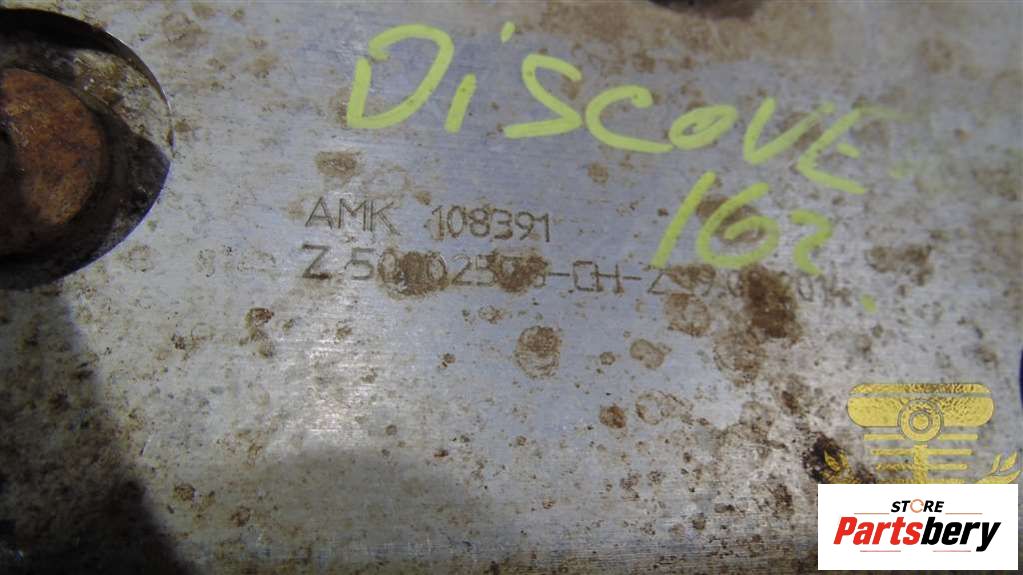 DiSCOVE
162
AMK 108391
STORE
Partsbery